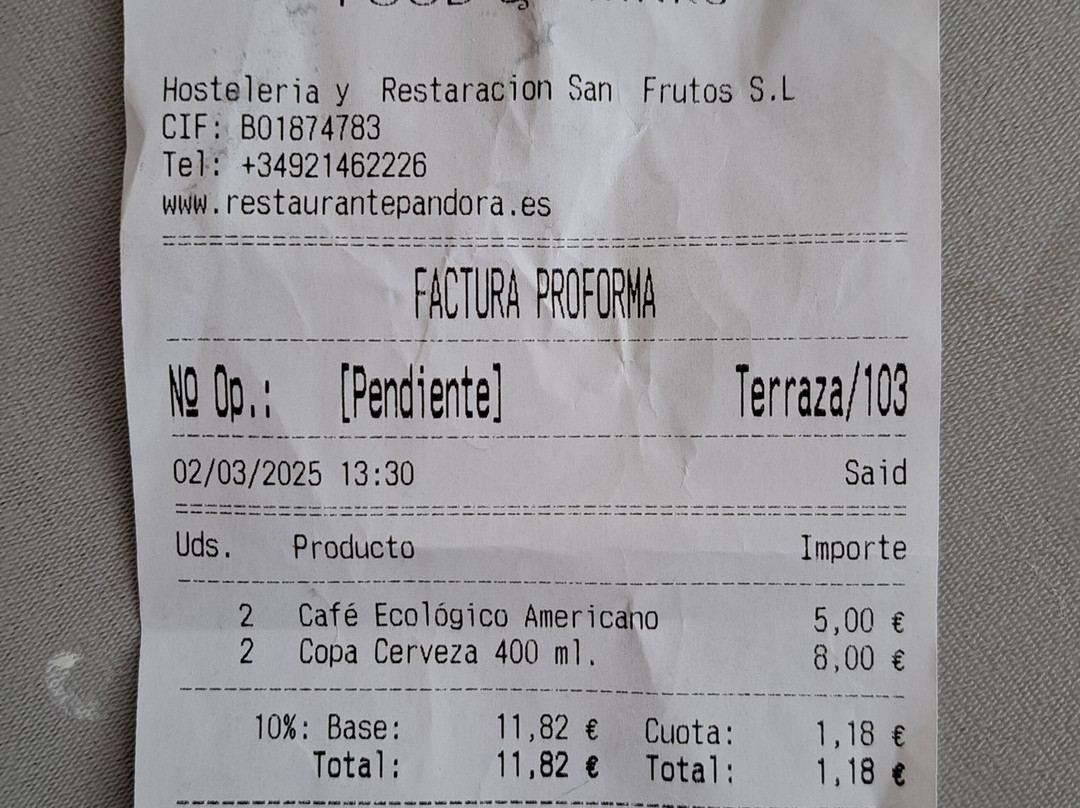 Hosteleria y Restaracion San Frutos S.L
CIF: B01874783
Tel: +34921462226
www.restaurantepandora.es
FACTURA PROFORMA
Nº Op.: [Pendiente] Terraza/103
02/03/2025 13:30 Said
Uds. Producto Importe
2 Café Ecológico Americano 5,00 €
2 Copa Cerveza 400 ml. 8,00 €
10%: Base: 11,82 € Cuota: 1,18 €
Total: 11,82 € Total: 1,18 €